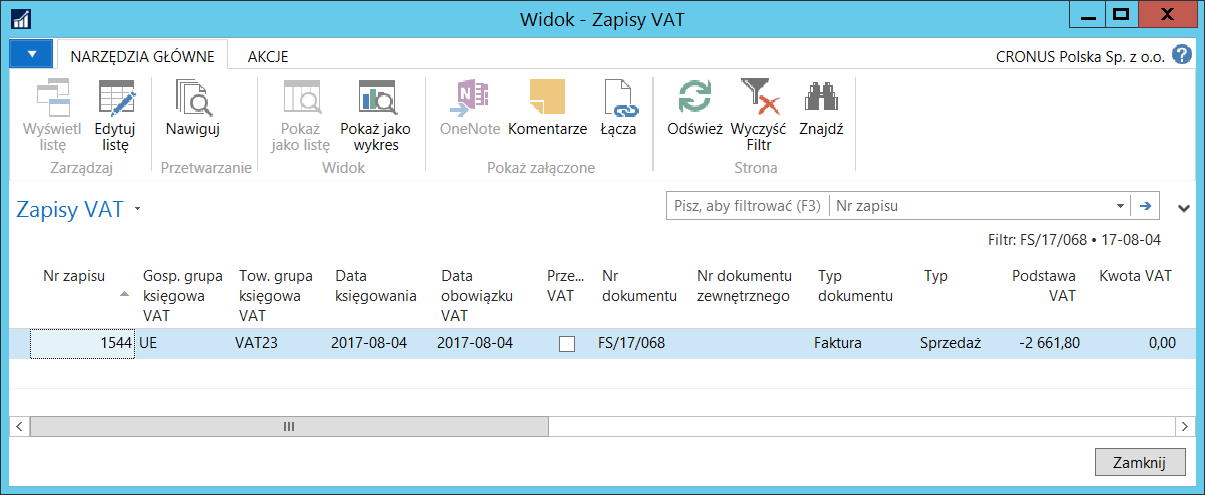 Widok - Zapisy VAT
NARZĘDZIA GŁÓWNE AKCJE CRONUS Polska Sp. z o.o. ?
Wyświetl listę
Edytuj listę
Nawiguj
Pokaż jako listę
Pokaż jako wykres
OneNote
Komentarze
Łącza
Odśwież
Wyczyść Filtr
Znajdź
Zarządzaj Przetwarzanie Widok Pokaż załączone Strona
Zapisy VAT
Pisz, aby filtrować (F3) Nr zapisu
Filtr: FS/17/068 • 17-08-04
Nr zapisu
Gosp. grupa księgowa VAT
Tow. grupa księgowa VAT
Data księgowania
Data obowiązku VAT
Prze... VAT
Nr dokumentu
Nr dokumentu zewnętrznego
Typ dokumentu
Typ
Podstawa VAT
Kwota VAT
1544 UE VAT23 2017-08-04 2017-08-04 FS/17/068 Faktura Sprzedaż -2 661,80 0,00
Zamknij